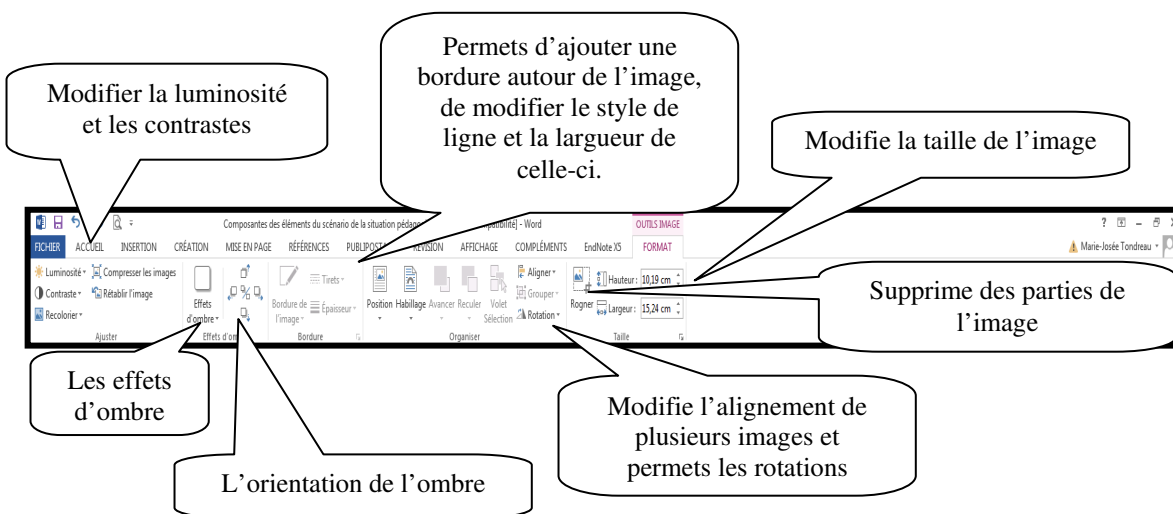 Permets d'ajouter une
bordure autour de l'image,
de modifier le style de
ligne et la largueur de
celle-ci.
Modifier la luminosité
et les contrastes
Modifie la taille de l'image
Composantes des éléments du scénario de la situation pédago
mpatibilité] - Word
OUTILS IMAGE
FICHIER ACCUEIL INSERTION CRÉATION MISE EN PAGE RÉFÉRENCES PUBLIPOSTA RÉVISION AFFICHAGE COMPLÉMENTS EndNote X5 FORMAT
Marie-Josée Tondreau
Luminosité Compresser les images
Contraste Rétablir l'image
Recolorier
Ajuster
Effets
d'ombre
Effets d'om
Tirets
Bordure de Épaisseur
l'image
Bordure
Position Habillage Avancer Reculer Volet
Sélection
Aligner
Grouper
Rotation
Organiser
Rogner
Hauteur : 10,19 cm
Largeur : 15,24 cm
Taille
Supprime des parties de
l'image
Les effets
d'ombre
L'orientation de l'ombre
Modifie l'alignement de
plusieurs images et
permets les rotations